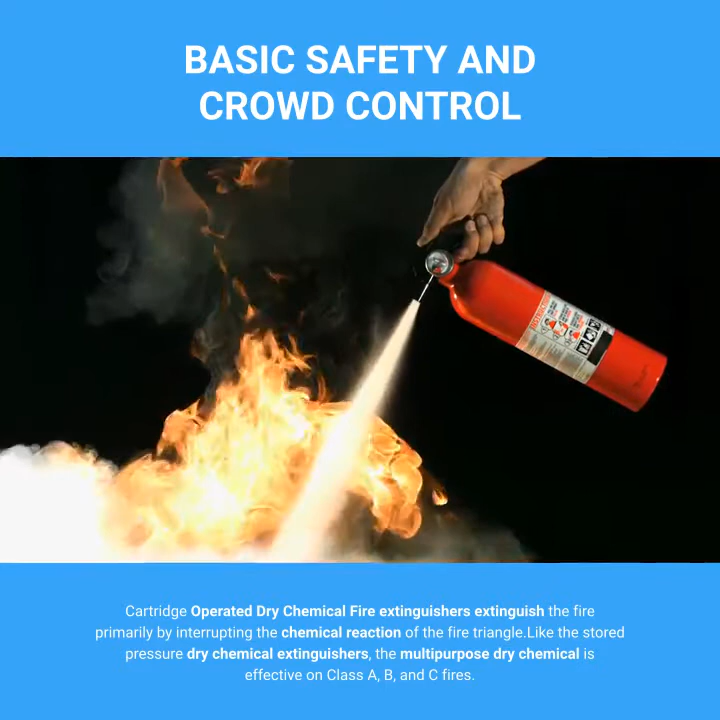 BASIC SAFETY AND
CROWD CONTROL
Cartridge Operated Dry Chemical Fire extinguishers extinguish the fire
primarily by interrupting the chemical reaction of the fire triangle.Like the stored
pressure dry chemical extinguishers, the multipurpose dry chemical is
effective on Class A, B, and C fires.